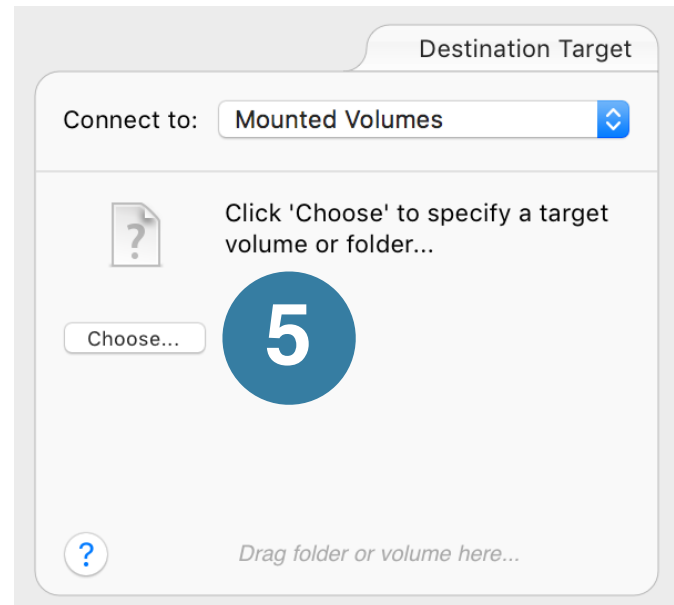 Destination Target
Connect to: Mounted Volumes
?
Click 'Choose' to specify a target
volume or folder...
Choose...
5
?
Drag folder or volume here...